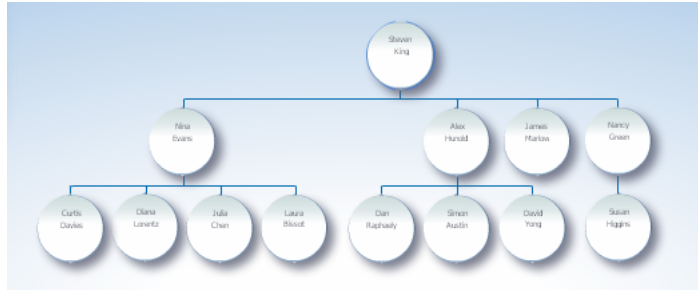 Steven
King
Nina
Evans
Alex
Hunold
James
Marlow
Nancy
Green
Curtis
Davies
Diana
Lorentz
Julia
Chen
Laura
Bissot
Dan
Raphaely
Simon
Austin
David
Yong
Susan
Higgins